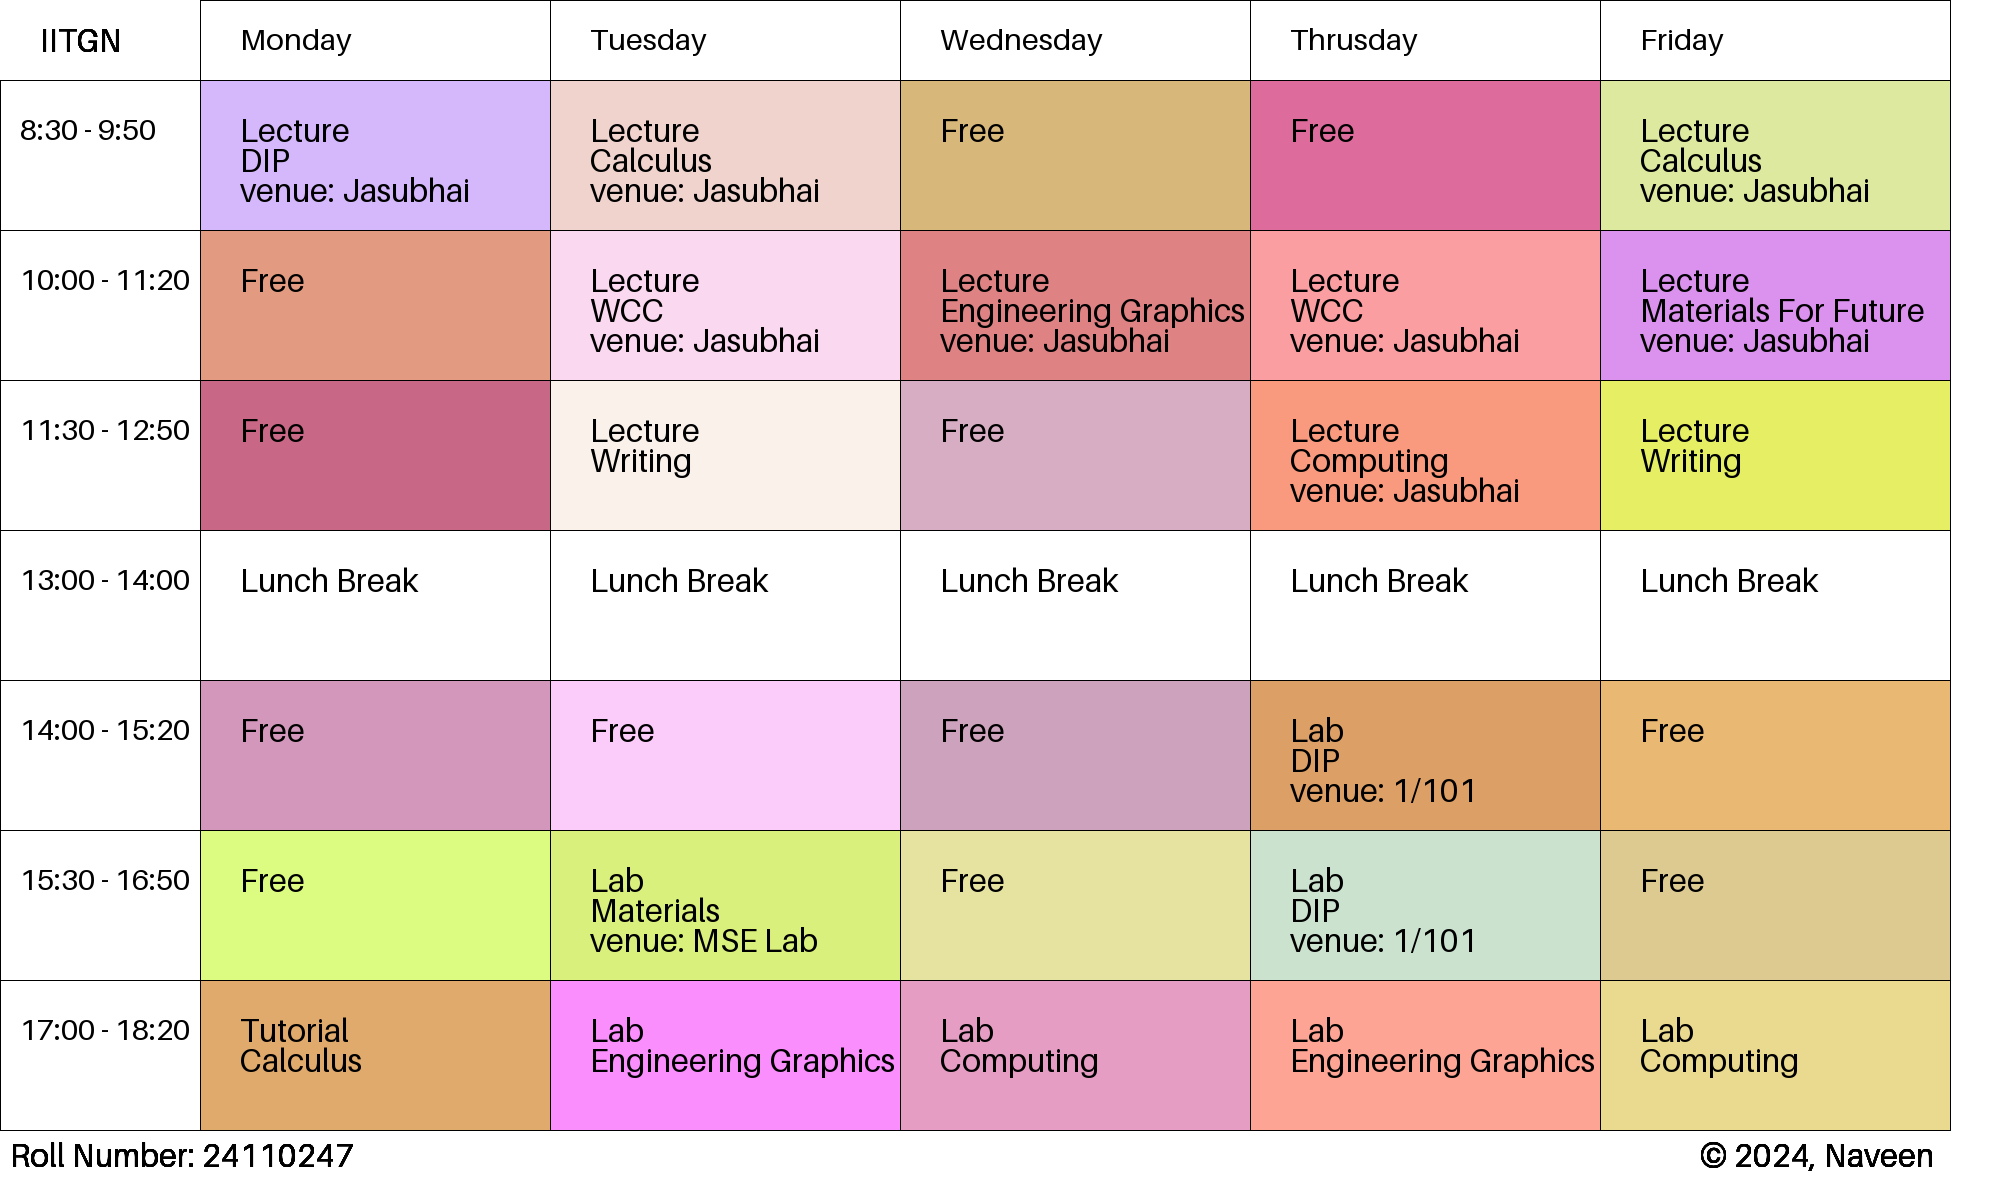 IITGN Monday Tuesday Wednesday Thrusday Friday
8:30 - 9:50
Lecture
DIP
venue: Jasubhai
Lecture
Calculus
venue: Jasubhai
Free
Free
Lecture
Calculus
venue: Jasubhai
10:00 - 11:20
Free
Lecture
WCC
venue: Jasubhai
Lecture
Engineering Graphics
venue: Jasubhai
Lecture
WCC
venue: Jasubhai
Lecture
Materials For Future
venue: Jasubhai
11:30 - 12:50
Free
Lecture
Writing
Free
Lecture
Computing
venue: Jasubhai
Lecture
Writing
13:00 - 14:00
Lunch Break
Lunch Break
Lunch Break
Lunch Break
Lunch Break
14:00 - 15:20
Free
Free
Free
Lab
DIP
venue: 1/101
Free
15:30 - 16:50
Free
Lab
Materials
venue: MSE Lab
Free
Lab
DIP
venue: 1/101
Free
17:00 - 18:20
Tutorial
Calculus
Lab
Engineering Graphics
Lab
Computing
Lab
Engineering Graphics
Lab
Computing
Roll Number: 24110247
© 2024, Naveen